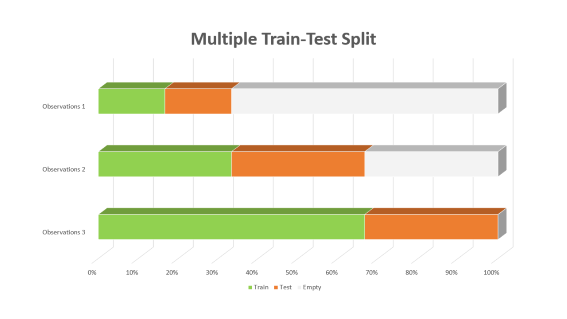 Multiple Train-Test Split
Observations 1
Observations 2
Observations 3
0% 10% 20% 30% 40% 50% 60% 70% 80% 90% 100%
Train Test Empty